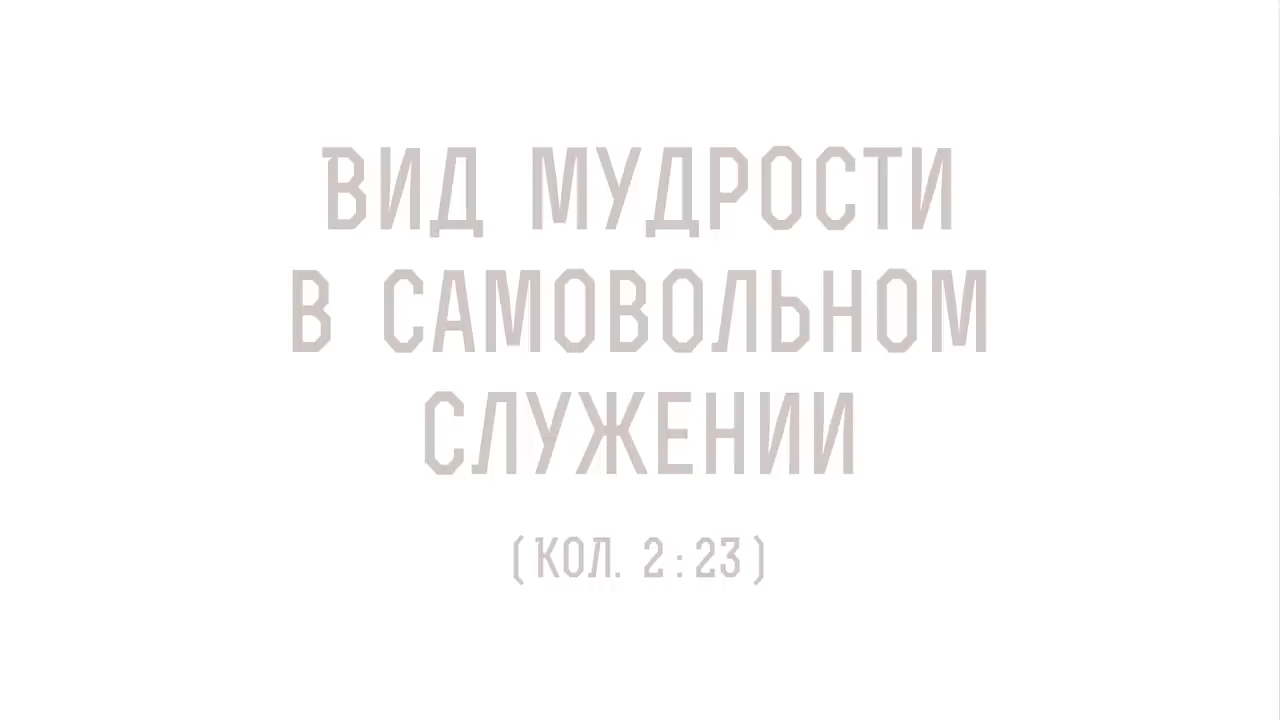 ВИД МУДРОСТИ
В САМОВОЛЬНОМ
СЛУЖЕНИИ
(КОЛ. 2:23)